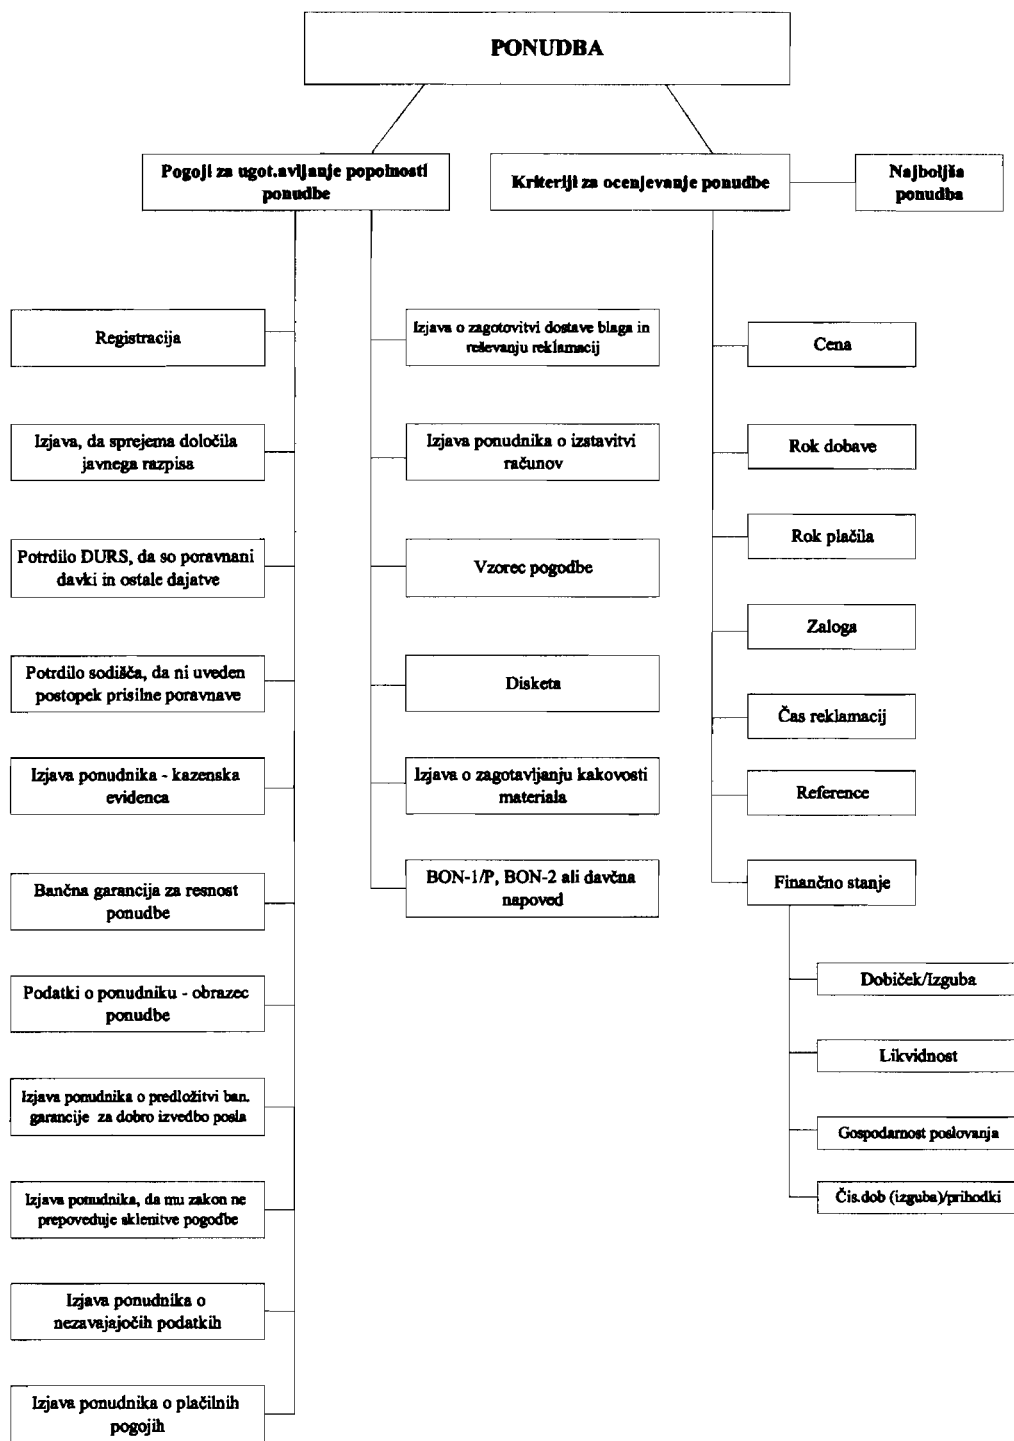 PONUDBA
Pogoji za ugot.avljanje popolnosti
ponudbe
Kriteriji za ocenjevanje ponudbe
Najboljša
ponudba
Registracija
Izjava, da sprejema določila
javnega razpisa
Potrdilo DURS, da so poravnani
davki in ostale dajatve
Potrdilo sodišča, da ni uveden
postopek prisilne poravnave
Izjava ponudnika - kazenska
evidenca
Bančna garancija za resnost
ponudbe
Podatki o ponudniku - obrazec
ponudbe
Izjava ponudnika o predložitvi ban.
garancije za dobro izvedbo posla
Izjava ponudnika, da mu zakon ne
prepoveduje sklenitve pogodbe
Izjava ponudnika o
nezavajajočih podatkih
Izjava ponudnika o plačilnih
pogojih
Izjava o zagotovitvi dostave blaga in
reševanju reklamacij
Izjava ponudnika o izstavitvi
računov
Vzorec pogodbe
Disketa
Izjava o zagotavljanju kakovosti
materiala
BON-1/P, BON-2 ali davčna
napoved
Cena
Rok dobave
Rok plačila
Zaloga
Čas reklamacij
Reference
Finančno stanje
Dobiček/Izguba
Likvidnost
Gospodarnost poslovanja
Čis.dob (izguba)/prihodki